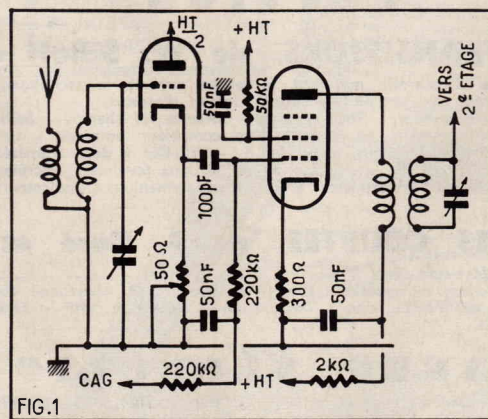 HT
2
+ HT
50nF
50kΩ
VERS
2e ETAGE
100pF
50Ω
50nF
220kΩ
300Ω
50nF
CAG
220kΩ
+HT
2kΩ
FIG.1